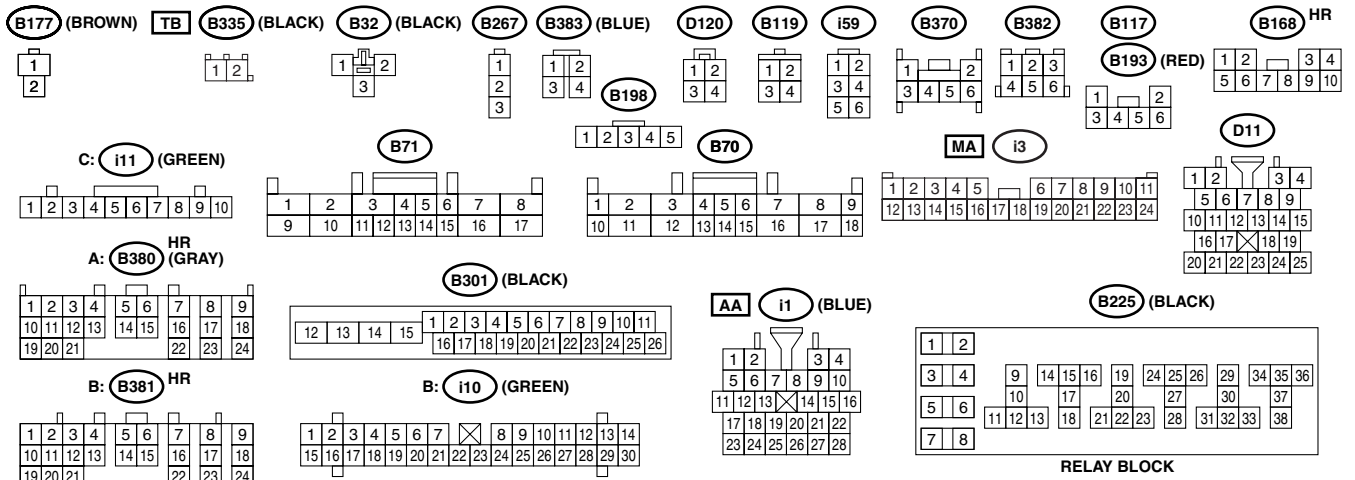 B177 (BROWN) TB B335 (BLACK) B32 (BLACK) B267 B383 (BLUE) D120 B119 i59 B370 B382 B117 B168 HR
B193 (RED)
1 2
1 2
1 2 3
1 2 3
1 2 3 4
1 2 3 4
1 2 3 4
1 2 3 4 5 6
1 2 3 4 5 6
1 2 3 4 5 6
1 2 3 4 5 6
1 2 3 4
5 6 7 8 9 10
B198
1 2 3 4 5
C: i11 (GREEN)
1 2 3 4 5 6 7 8 9 10
B71
1 2 3 4 5 6 7 8
9 10 11 12 13 14 15 16 17
B70
1 2 3 4 5 6 7 8 9
10 11 12 13 14 15 16 17 18
MA i3
1 2 3 4 5 6 7 8 9 10 11
12 13 14 15 16 17 18 19 20 21 22 23 24
D11
1 2 3 4
5 6 7 8 9
10 11 12 13 14 15
16 17 18 19
20 21 22 23 24 25
A: B380 HR (GRAY)
1 2 3 4 5 6 7 8 9
10 11 12 13 14 15 16 17 18
19 20 21 22 23 24
B301 (BLACK)
12 13 14 15 1 2 3 4 5 6 7 8 9 10 11
16 17 18 19 20 21 22 23 24 25 26
AA i1 (BLUE)
1 2 3 4
5 6 7 8 9 10
11 12 13 14 15 16
17 18 19 20 21 22
23 24 25 26 27 28
B225 (BLACK)
1 2
3 4
5 6
7 8
9 14 15 16 19 24 25 26 29 34 35 36
10 17 20 27 30 37
11 12 13 18 21 22 23 28 31 32 33 38
RELAY BLOCK
B: B381 HR
1 2 3 4 5 6 7 8 9
10 11 12 13 14 15 16 17 18
19 20 21 22 23 24
B: i10 (GREEN)
1 2 3 4 5 6 7 8 9 10 11 12 13 14
15 16 17 18 19 20 21 22 23 24 25 26 27 28 29 30